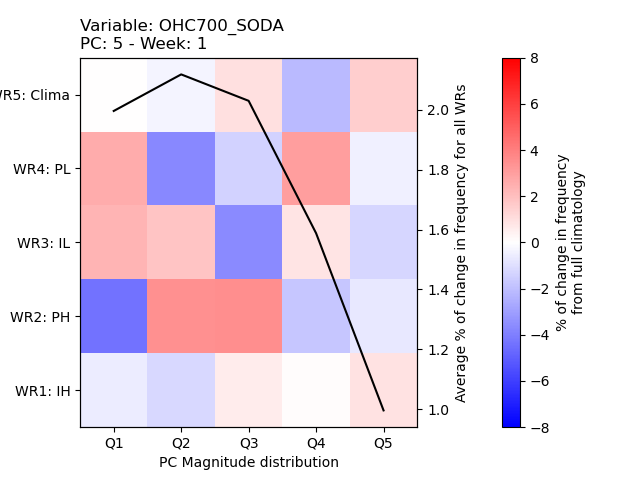 Variable: OHC700_SODA
PC: 5 - Week: 1
WR5: Clima
WR4: PL
WR3: IL
WR2: PH
WR1: IH
Q1 Q2 Q3 Q4 Q5
PC Magnitude distribution
2.0
1.8
1.6
1.4
1.2
1.0
Average % of change in frequency for all WRs
8
6
4
2
0
−2
−4
−6
−8
% of change in frequency
from full climatology